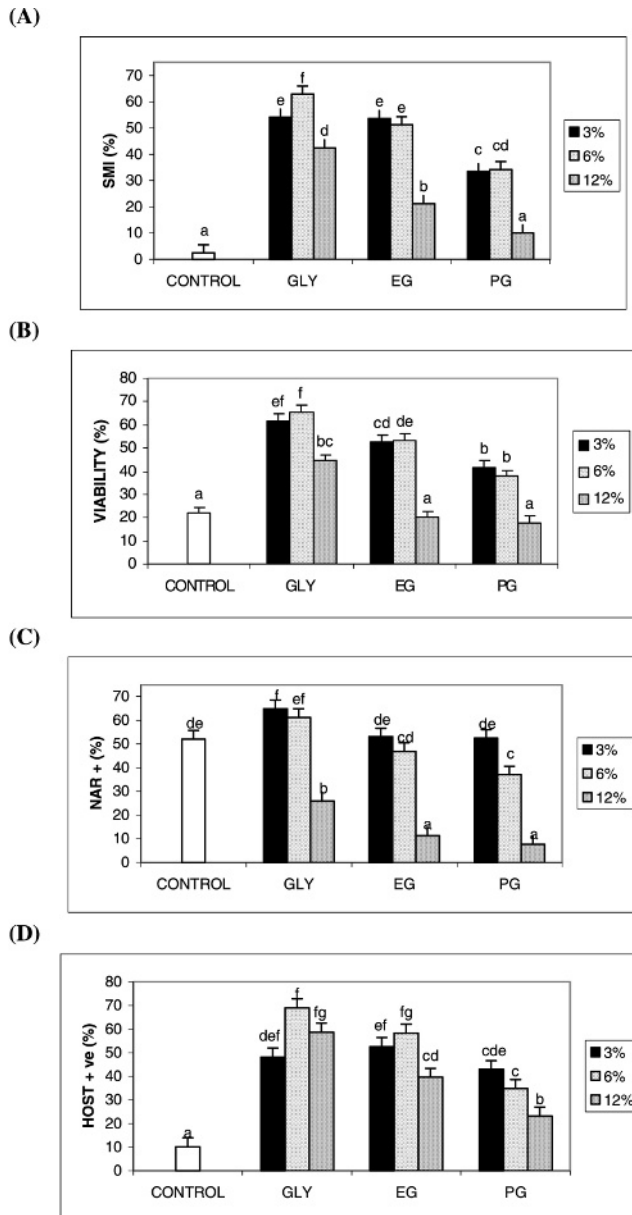 (A)
SMI (%)
70
60
50
40
30
20
10
0
a
e
f
d
e
e
b
c
cd
a
CONTROL GLY EG PG
3%
6%
12%
(B)
VIABILITY (%)
80
70
60
50
40
30
20
10
0
a
ef
f
bc
cd
de
a
b
b
a
CONTROL GLY EG PG
3%
6%
12%
(C)
NAR + (%)
70
60
50
40
30
20
10
0
de
f
ef
b
de
cd
a
de
c
a
CONTROL GLY EG PG
3%
6%
12%
(D)
HOST + ve (%)
80
70
60
50
40
30
20
10
0
a
def
f
fg
ef
fg
cd
cde
c
b
CONTROL GLY EG PG
3%
6%
12%